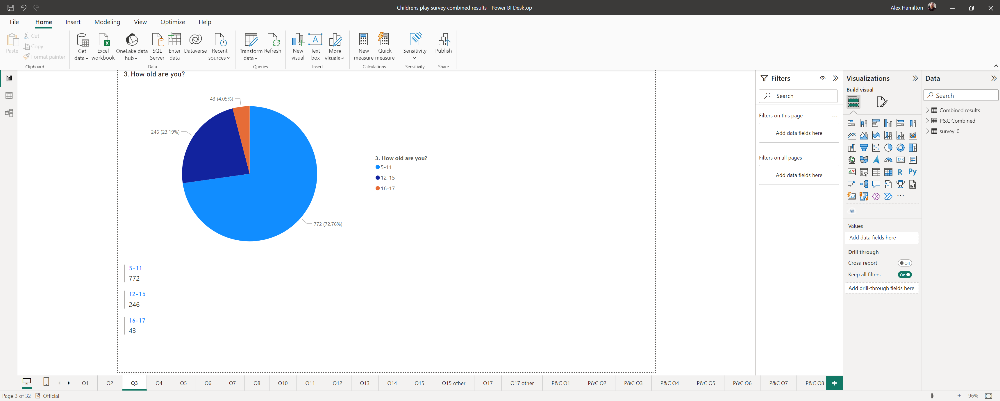 Childrens play survey combined results - Power BI Desktop
Alex Hamilton
File Home Insert Modeling View Optimize Help
Paste
Cut
Copy
Format painter
Clipboard
Get data
Excel workbook
OneLake data hub
SQL Server
Enter data
Dataverse
Recent sources
Data
Transform data
Refresh
Queries
New visual
Text box
More visuals
Insert
New measure
Quick measure
Calculations
Sensitivity
Sensitivity
Publish
Share
3. How old are you?
43 (4.05%)
246 (23.19%)
772 (72.76%)
3. How old are you?
5-11
12-15
16-17
5-11
772
12-15
246
16-17
43
Filters
Search
Filters on this page
...
Add data fields here
Filters on all pages
...
Add data fields here
Visualizations
Build visual
123
R
Py
123
...
W
Values
Add data fields here
Drill through
Cross-report
Off
Keep all filters
On
Add drill-through fields here
Data
Search
Combined results
P&C Combined
survey_0
Q1 Q2 Q3 Q4 Q5 Q6 Q7 Q8 Q10 Q11 Q12 Q13 Q14 Q15 Q15 other Q17 Q17 other P&C Q1 P&C Q2 P&C Q3 P&C Q4 P&C Q5 P&C Q6 P&C Q7 P&C Q8 +
Page 3 of 32
Official
- + 96%